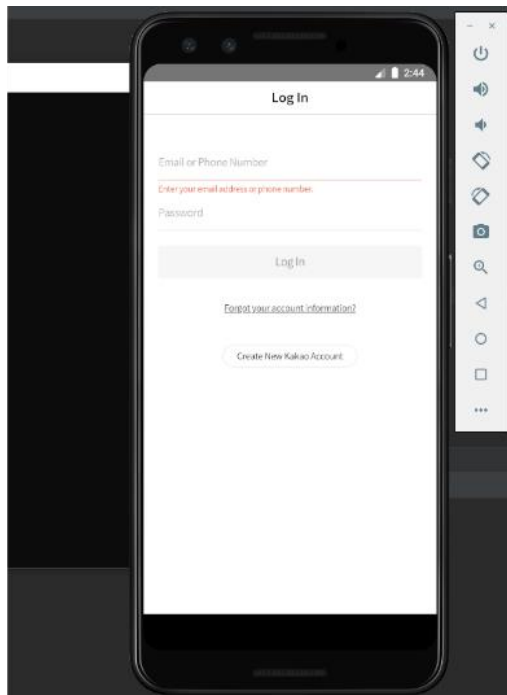 2:44
Log In
Email or Phone Number
Enter your email address or phone number.
Password
Log In
Forgot your account information?
Create New Kakao Account